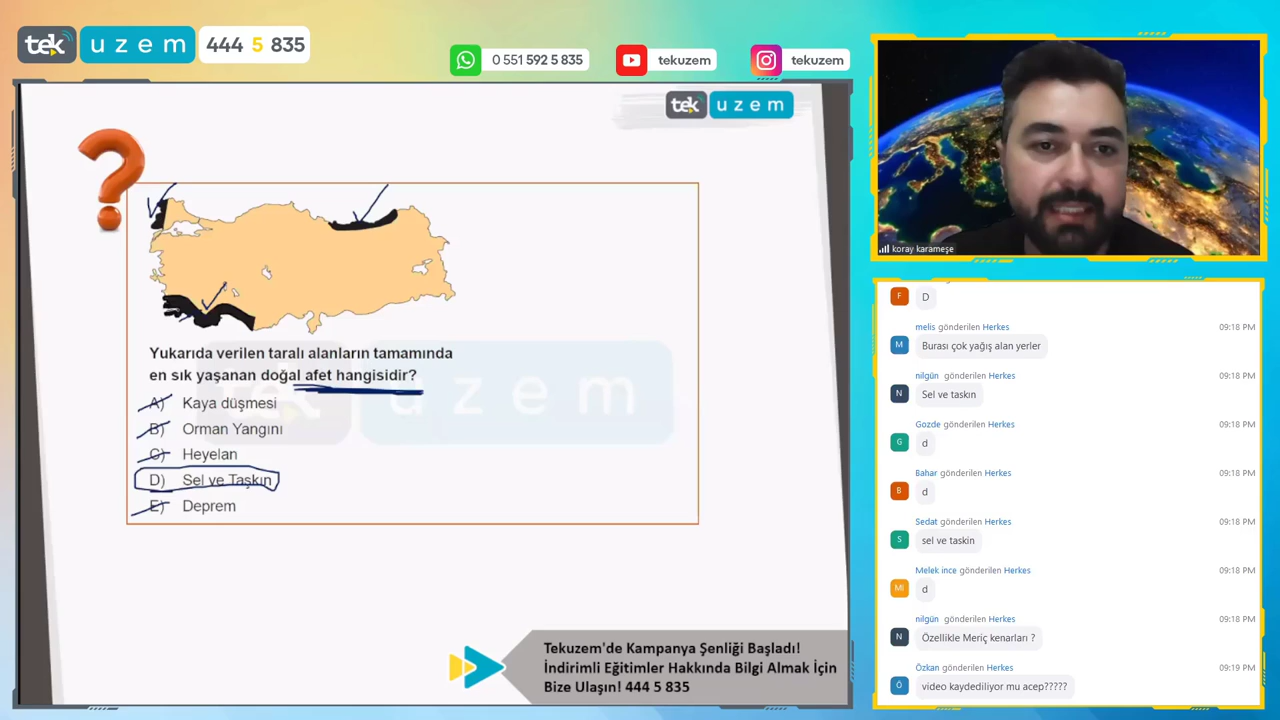 tek uzem 444 5 835
0 551 592 5 835
tekuzem
tekuzem
tek uzem
?
Yukarıda verilen taralı alanların tamamında
en sık yaşanan doğal afet hangisidir?
A) Kaya düşmesi
B) Orman Yangını
C) Heyelan
D) Sel ve Taşkın
E) Deprem
tek uzem
Tekuzem'de Kampanya Şenliği Başladı!
İndirimli Eğitimler Hakkında Bilgi Almak İçin
Bize Ulaşın! 444 5 835
koray karameşe
F D
melis gönderilen Herkes 09:18 PM
M Burası çok yağış alan yerler
nilgün gönderilen Herkes 09:18 PM
N Sel ve taskın
Gozde gönderilen Herkes 09:18 PM
G d
Bahar gönderilen Herkes 09:18 PM
B d
Sedat gönderilen Herkes 09:18 PM
S sel ve taskin
Melek ince gönderilen Herkes 09:18 PM
MI d
nilgün gönderilen Herkes 09:18 PM
N Özellikle Meriç kenarları ?
Özkan gönderilen Herkes 09:19 PM
Ö video kaydediliyor mu acep?????